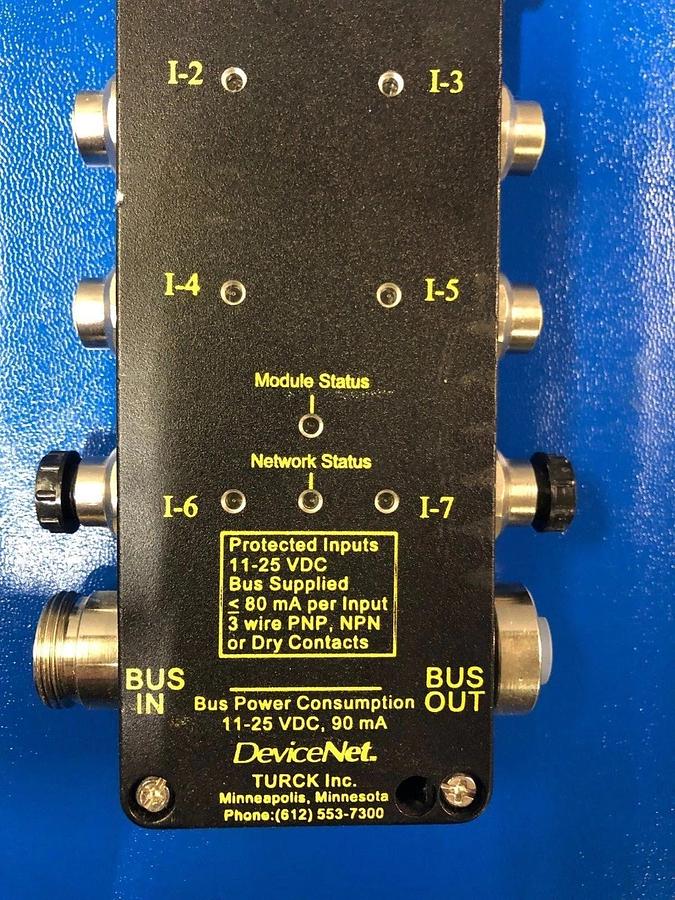 I-2 I-3
I-4 I-5
Module Status
Network Status
I-6 I-7
Protected Inputs
11-25 VDC
Bus Supplied
≤ 80 mA per Input
3 wire PNP, NPN
or Dry Contacts
BUS
IN
BUS
OUT
Bus Power Consumption
11-25 VDC, 90 mA
DeviceNet.
TURCK Inc.
Minneapolis, Minnesota
Phone:(612) 553-7300